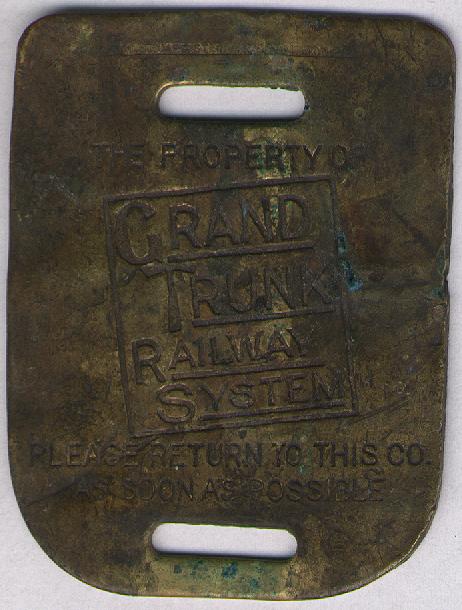 THE PROPERTY OF
GRAND
TRUNK
RAILWAY
SYSTEM
PLEASE RETURN TO THIS CO.
AS SOON AS POSSIBLE